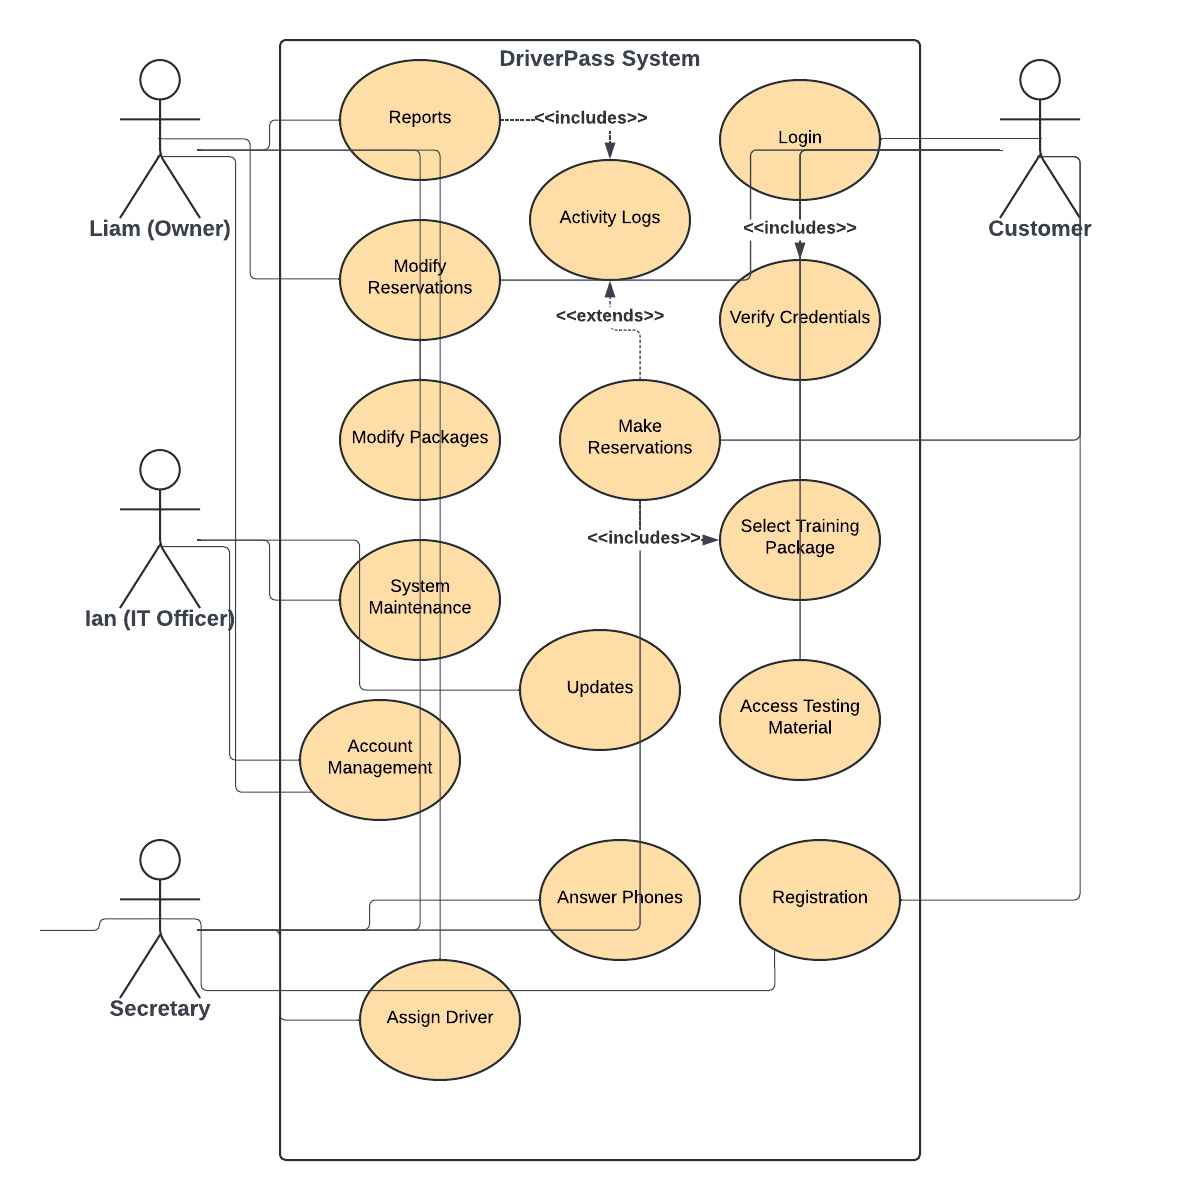 DriverPass System
Reports
<<includes>>
Login
Activity Logs
Liam (Owner)
<<includes>>
Customer
Modify
Reservations
<<extends>>
Verify Credentials
Modify Packages
Make
Reservations
<<includes>>
Select Training
Package
Ian (IT Officer)
System
Maintenance
Updates
Access Testing
Material
Account
Management
Answer Phones
Registration
Secretary
Assign Driver